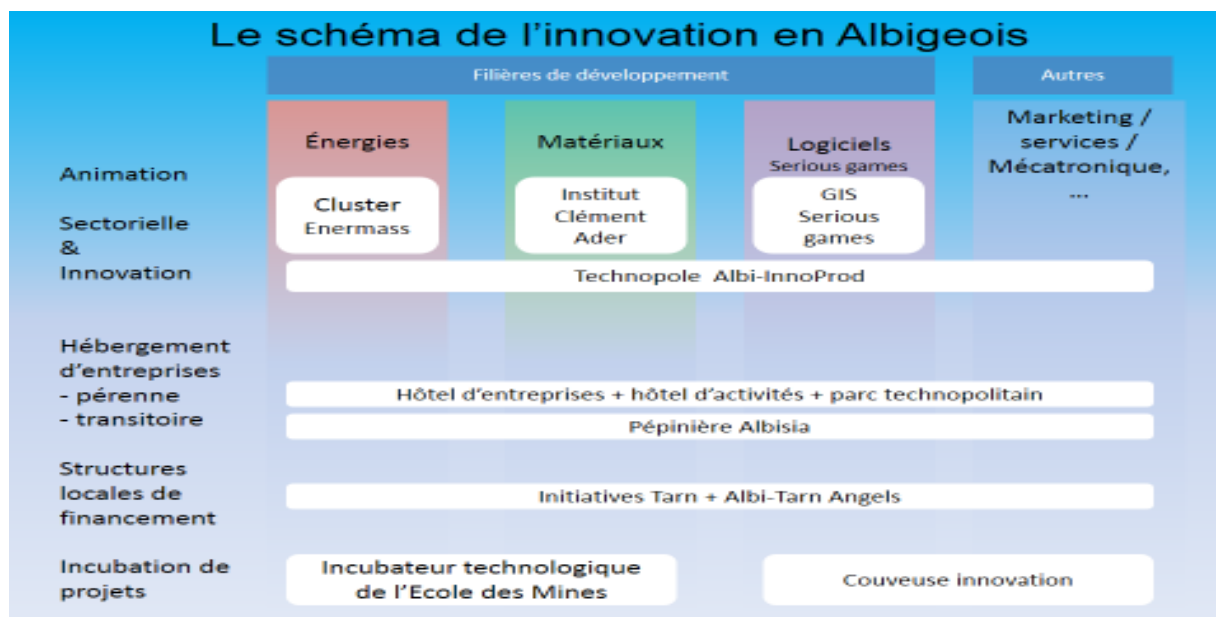 Le schéma de l'innovation en Albigeois
Filières de développement
Autres
Énergies
Matériaux
Logiciels
Serious games
Marketing /
services /
Mécatronique,
...
Animation
Sectorielle
&
Innovation
Cluster
Enermass
Institut
Clément
Ader
GIS
Serious
games
Technopole Albi-InnoProd
Hébergement
d'entreprises
- pérenne
- transitoire
Hôtel d'entreprises + hôtel d'activités + parc technopolitain
Pépinière Albisia
Structures
locales de
financement
Initiatives Tarn + Albi-Tarn Angels
Incubation de
projets
Incubateur technologique
de l'Ecole des Mines
Couveuse innovation